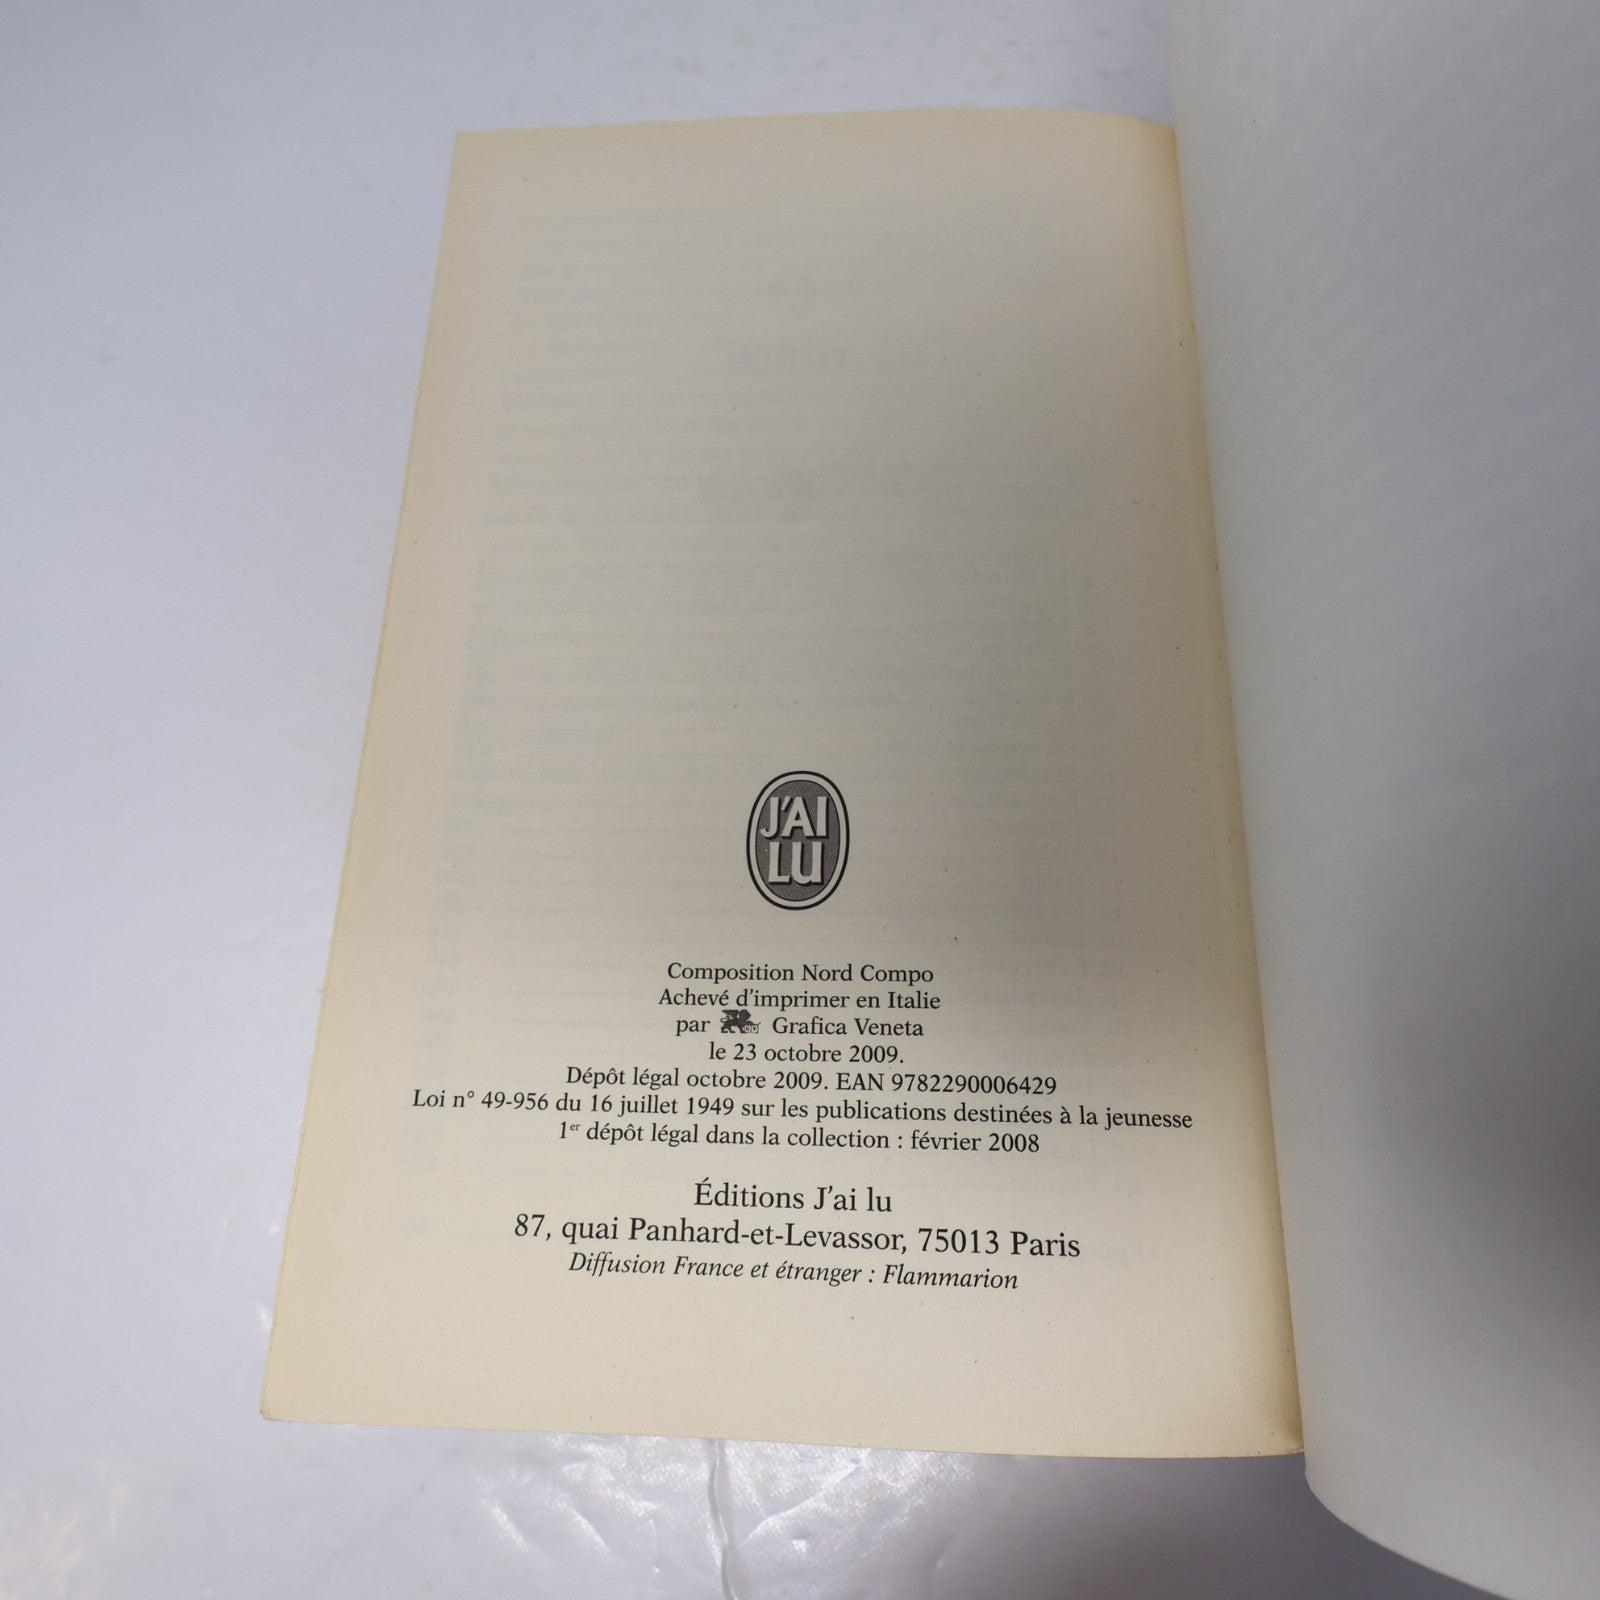 J'AI
LU
Composition Nord Compo
Achevé d'imprimer en Italie
par Grafica Veneta
le 23 octobre 2009.
Dépôt légal octobre 2009. EAN 9782290006429
Loi n° 49-956 du 16 juillet 1949 sur les publications destinées à la jeunesse
1er dépôt légal dans la collection : février 2008
Éditions J'ai lu
87, quai Panhard-et-Levassor, 75013 Paris
Diffusion France et étranger : Flammarion